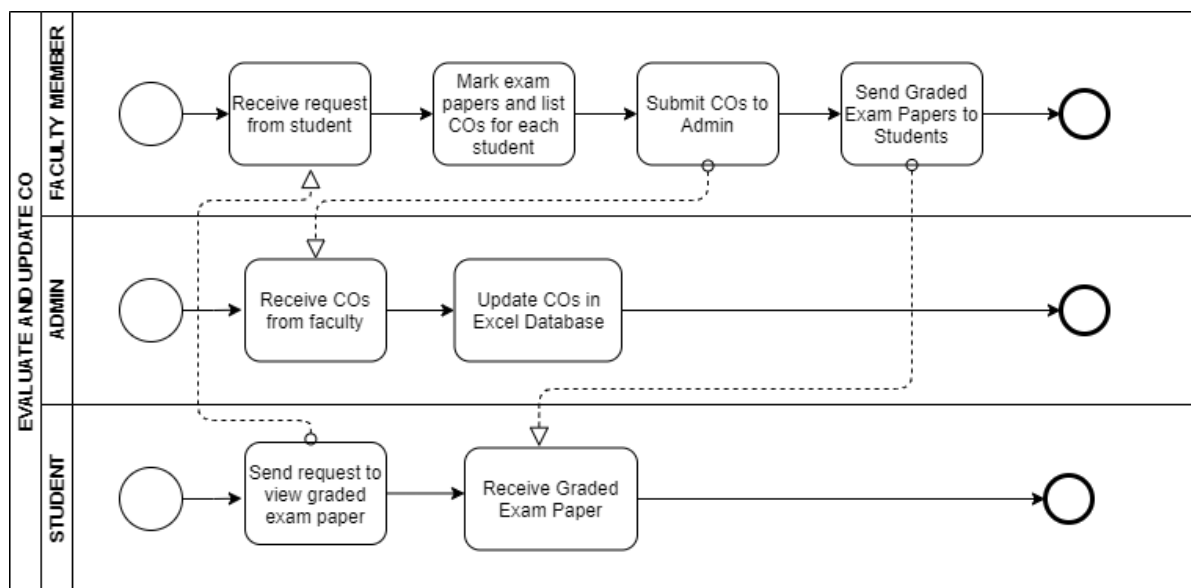 EVALUATE AND UPDATE CO
FACULTY MEMBER
Receive request
from student
Mark exam
papers and list
COs for each
student
Submit COs to
Admin
Send Graded
Exam Papers to
Students
ADMIN
Receive COs
from faculty
Update COs in
Excel Database
STUDENT
Send request to
view graded
exam paper
Receive Graded
Exam Paper